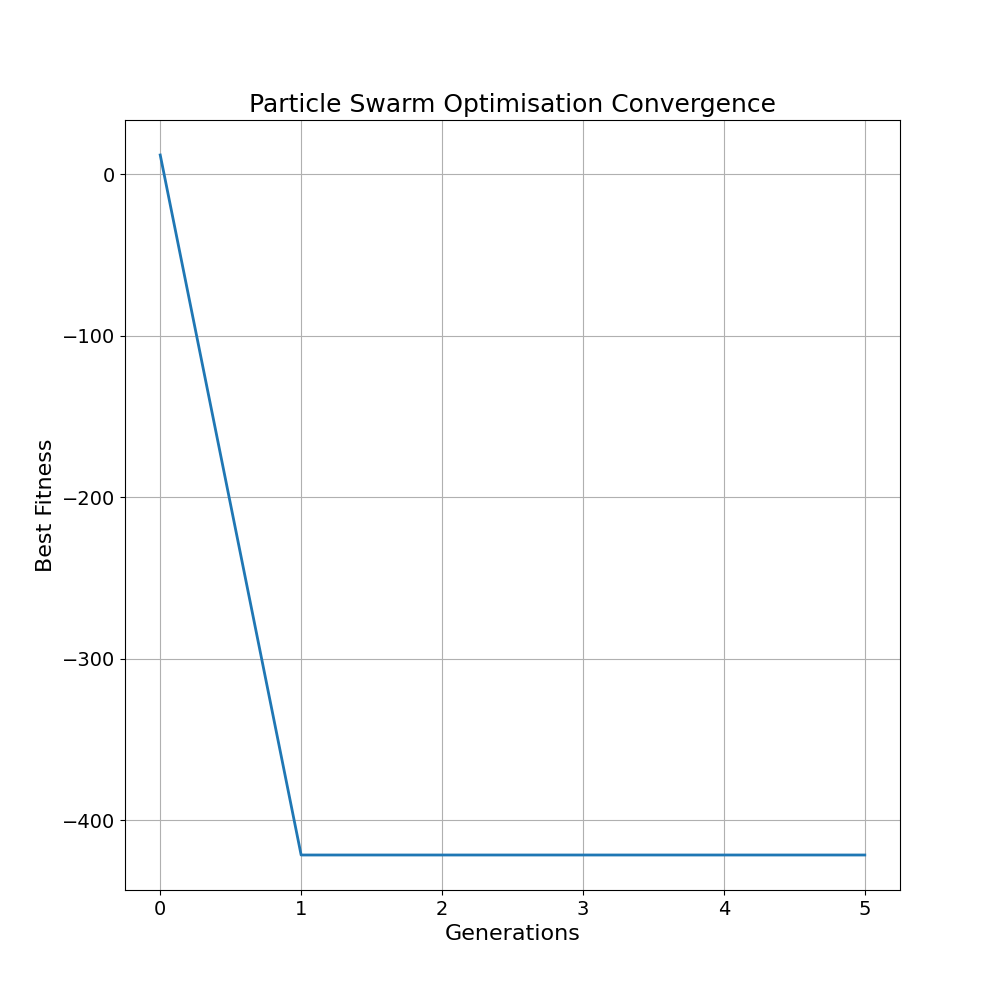 Particle Swarm Optimisation Convergence
0
−100
−200
−300
−400
Best Fitness
0 1 2 3 4 5
Generations